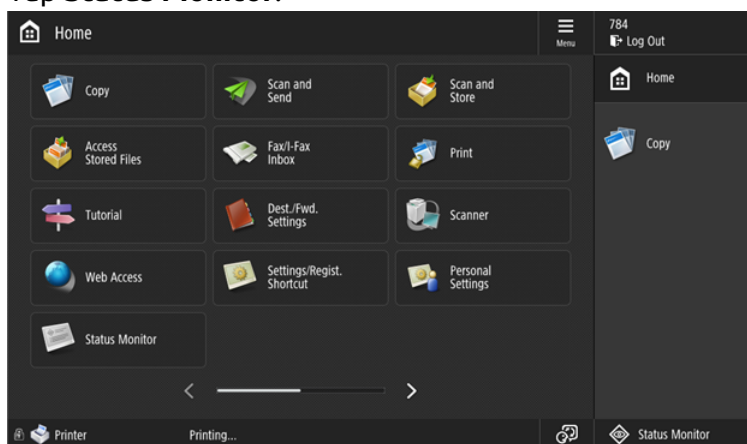 Tap Status Monitor.
Home
Menu
784
Log Out
Home
Copy
Copy
Scan and
Send
Scan and
Store
Access
Stored Files
Fax/I-Fax
Inbox
Print
Tutorial
Dest./Fwd.
Settings
Scanner
Web Access
Settings/Regist.
Shortcut
Personal
Settings
Status Monitor
Printer
Printing...
Status Monitor